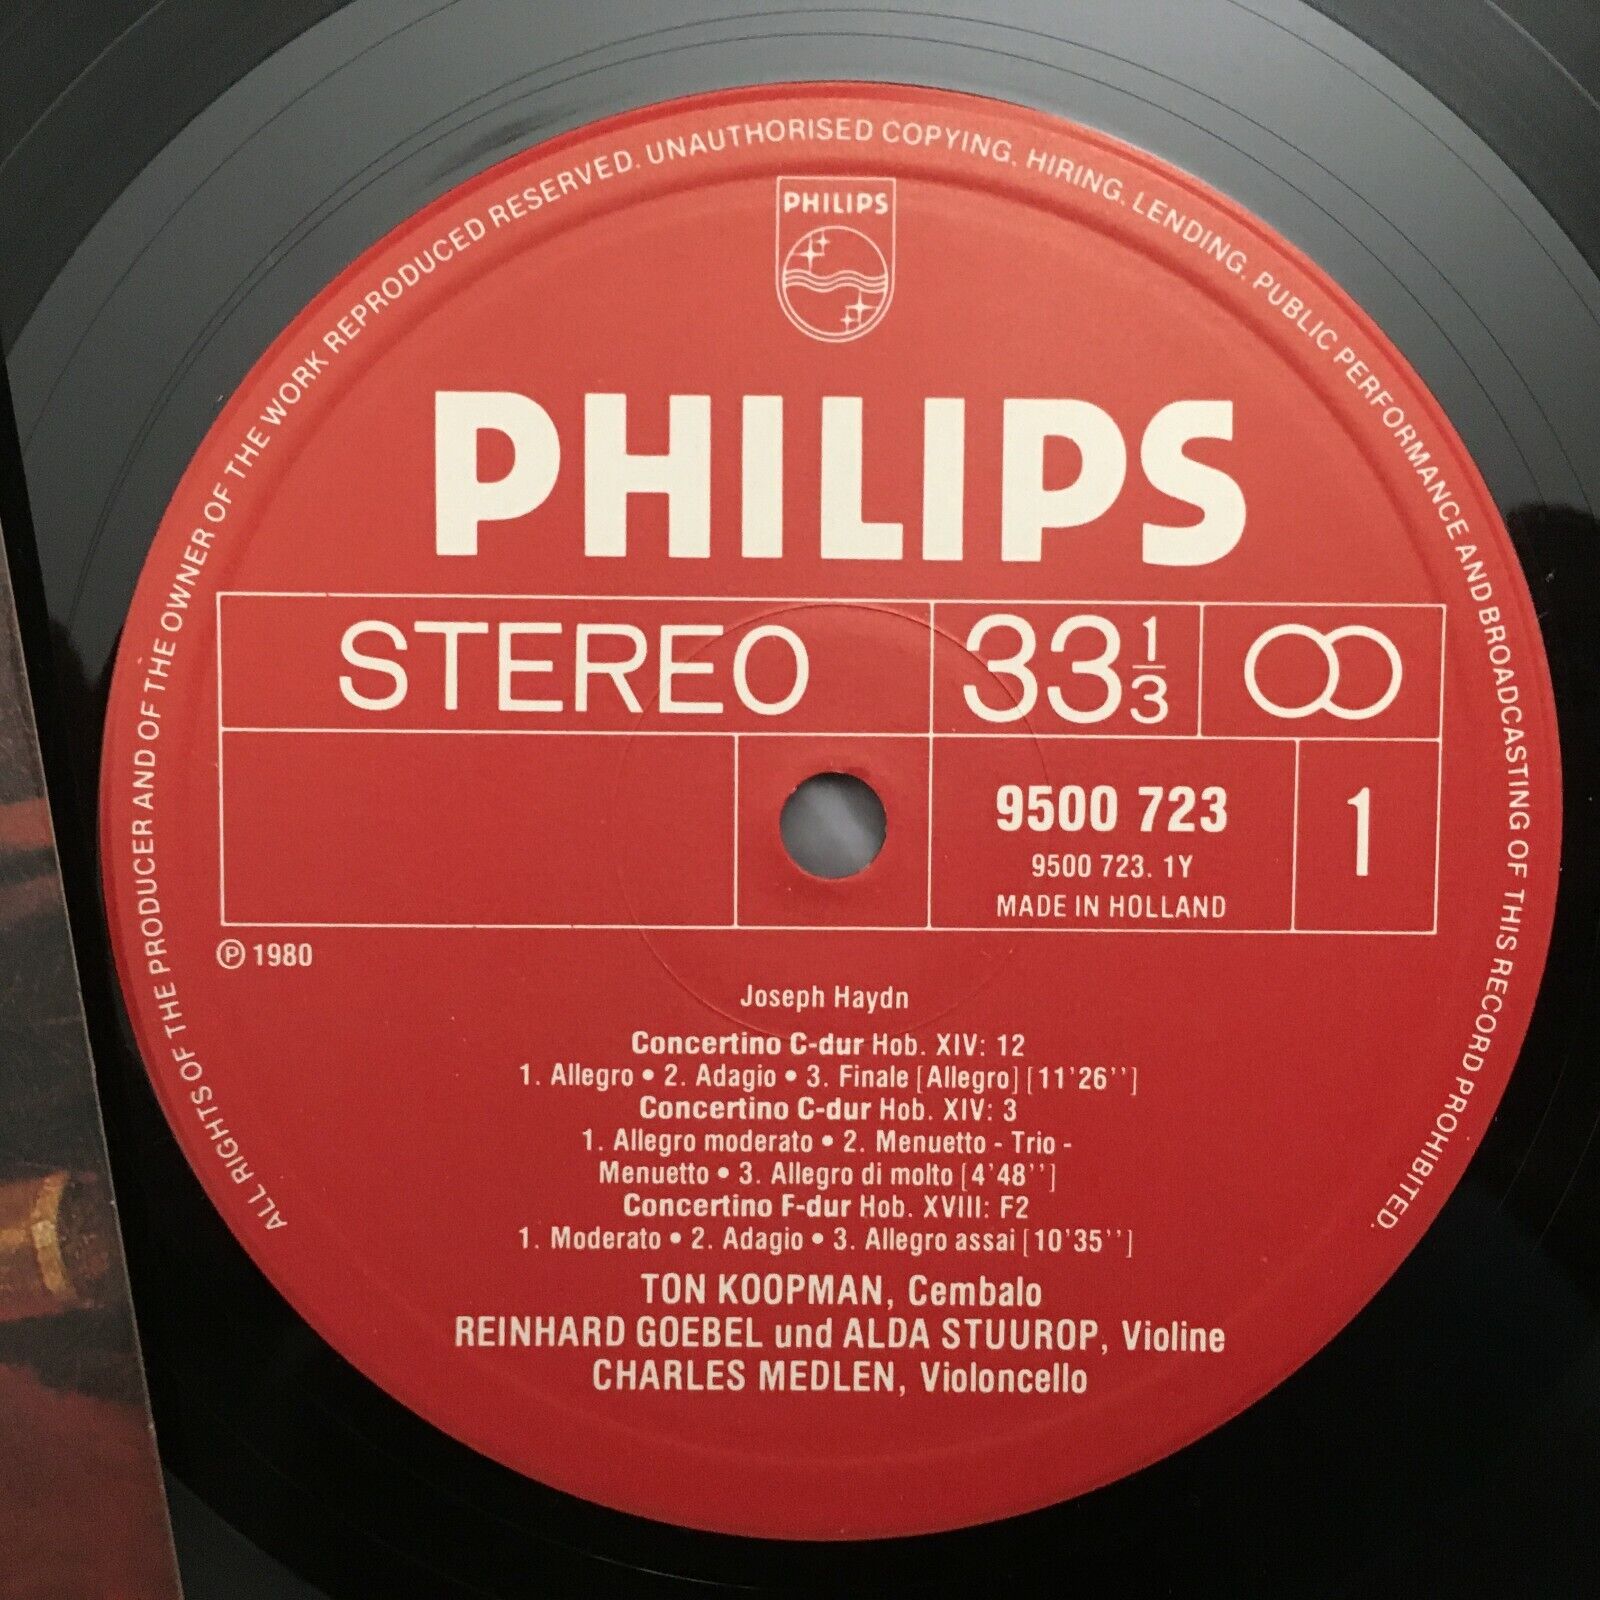 ALL RIGHTS OF THE PRODUCER AND OF THE OWNER OF THE WORK REPRODUCED RESERVED. UNAUTHORISED COPYING, HIRING, LENDING, PUBLIC PERFORMANCE AND BROADCASTING OF THIS RECORD PROHIBITED.
PHILIPS
PHILIPS
STEREO 33 1/3
9500 723 1
9500 723. 1Y
MADE IN HOLLAND
℗ 1980
Joseph Haydn
Concertino C-dur Hob. XIV: 12
1. Allegro • 2. Adagio • 3. Finale [Allegro] [11'26'']
Concertino C-dur Hob. XIV: 3
1. Allegro moderato • 2. Menuetto - Trio -
Menuetto • 3. Allegro di molto [4'48'']
Concertino F-dur Hob. XVIII: F2
1. Moderato • 2. Adagio • 3. Allegro assai [10'35'']
TON KOOPMAN, Cembalo
REINHARD GOEBEL und ALDA STUUROP, Violine
CHARLES MEDLEN, Violoncello